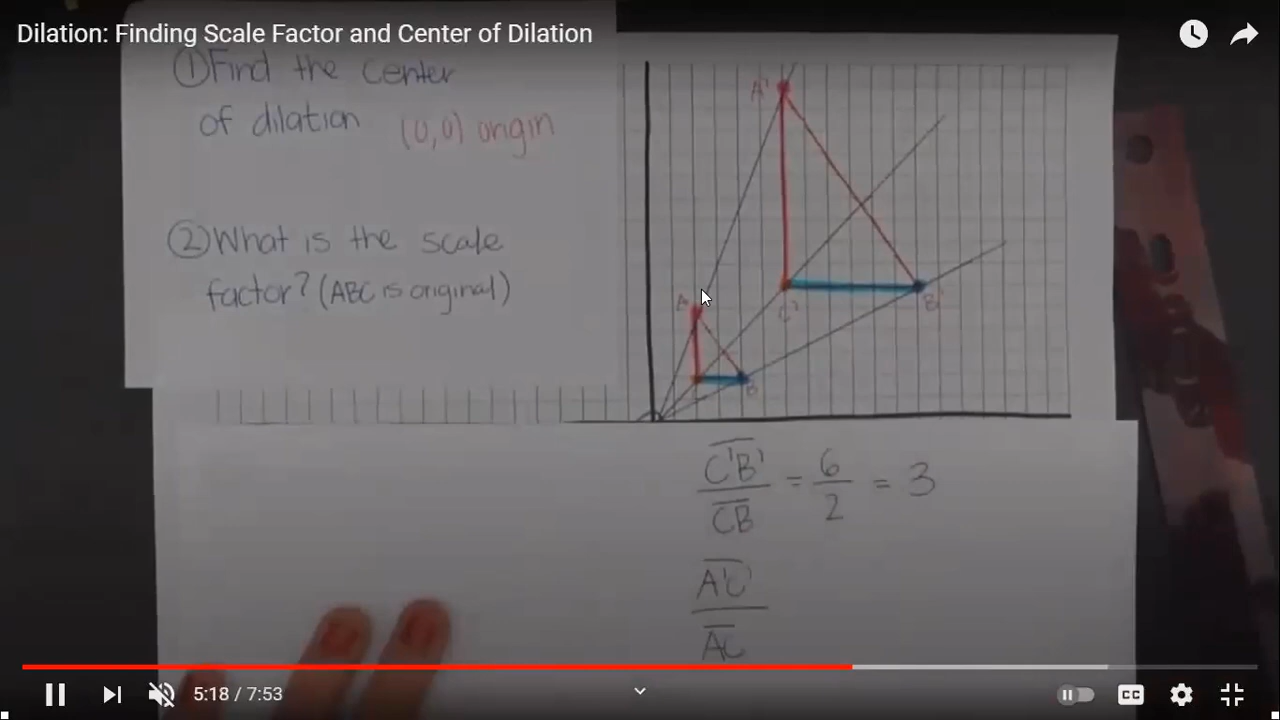 Dilation: Finding Scale Factor and Center of Dilation
①Find the center
of dilation (0,0) origin
②What is the scale
factor? (ABC is original)
A'
A
C'
B'
B
C'B' / CB = 6/2 = 3
A'C' / AC
5:18 / 7:53
CC